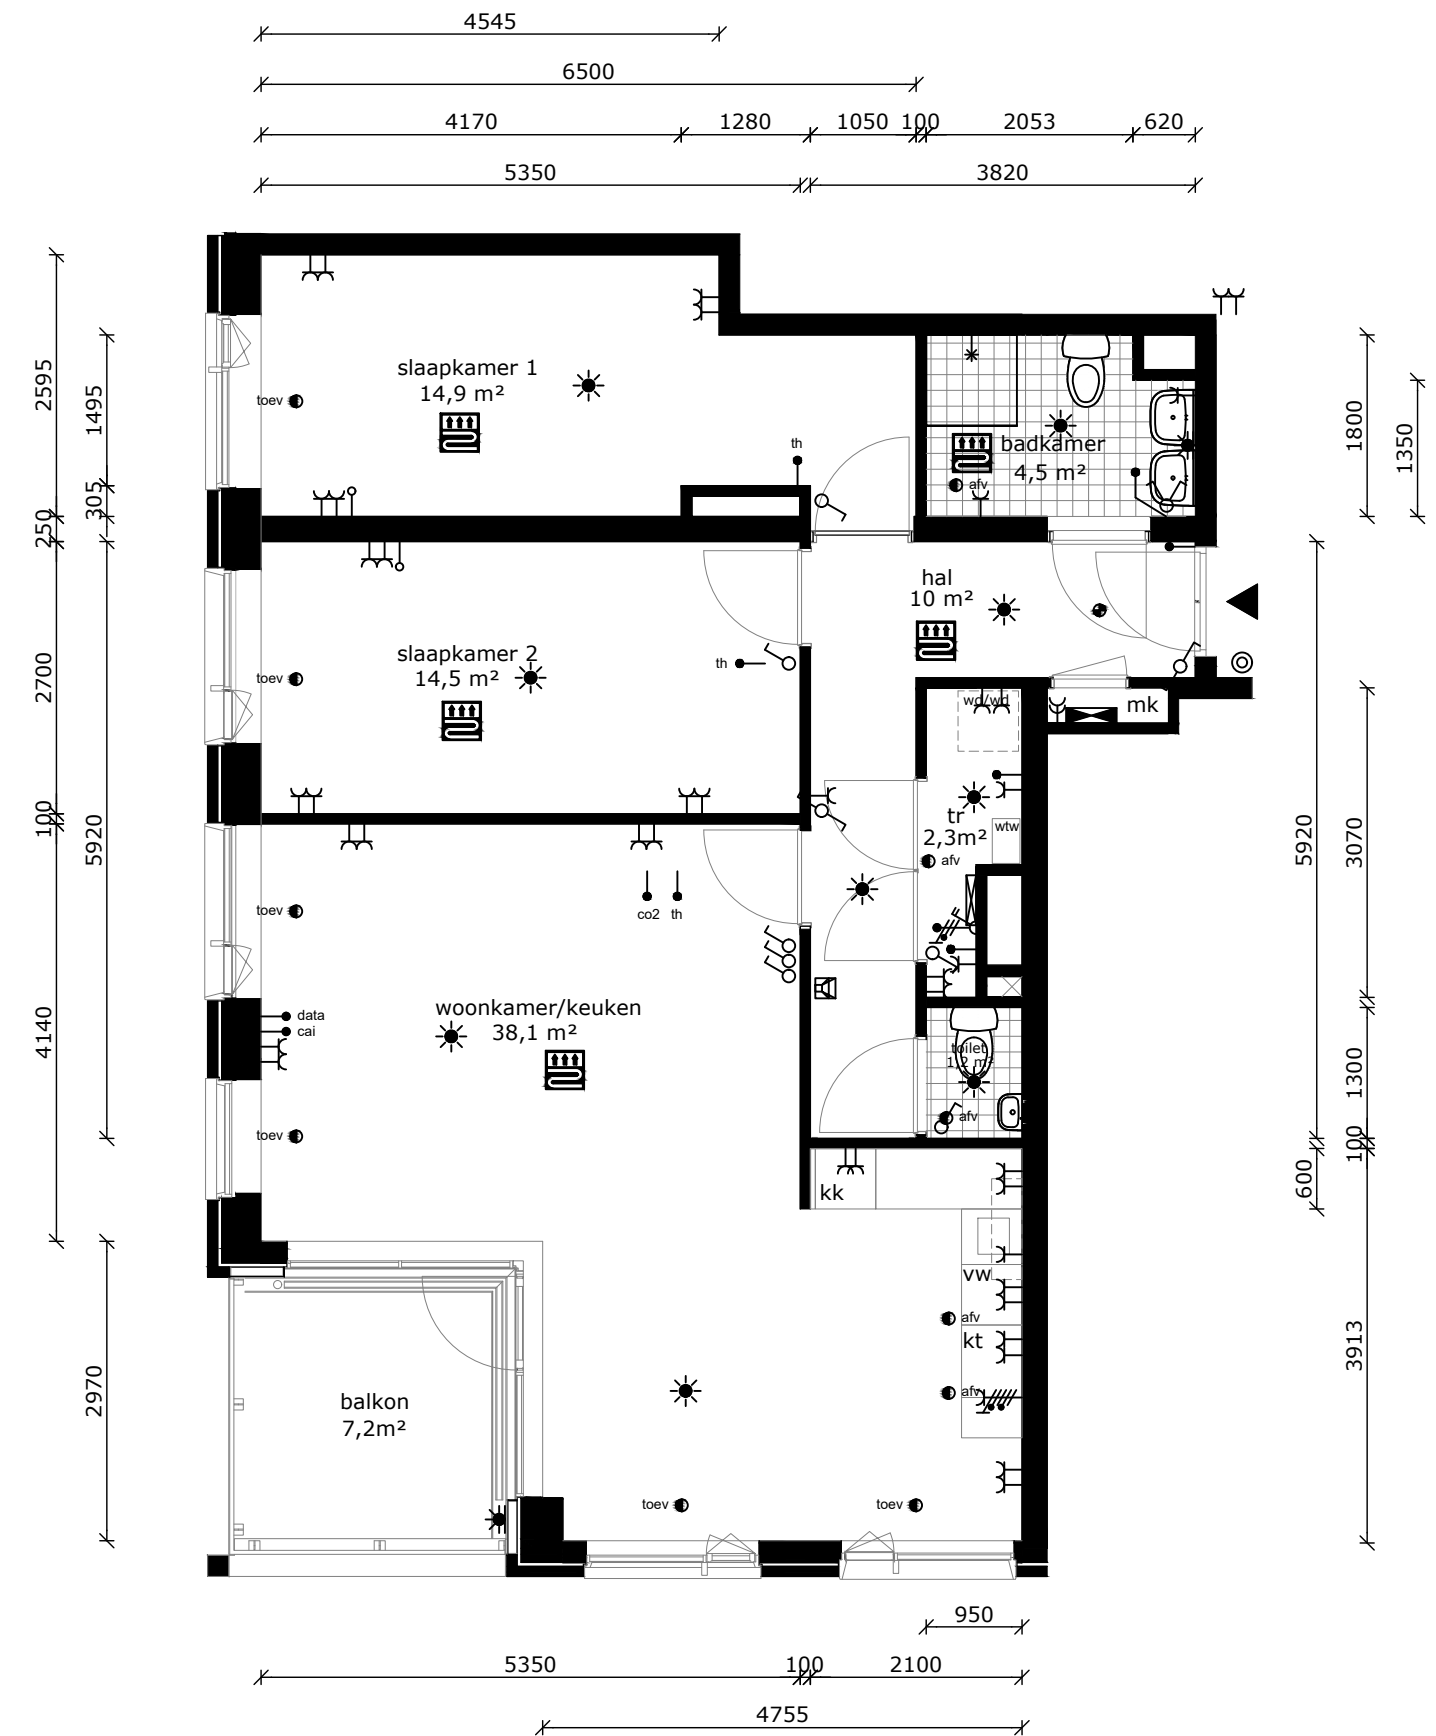 4545
6500
4170
1280
1050
100
2053
620
5350
3820
2595
1495
305
250
2700
100
5920
4140
2970
slaapkamer 1
14,9 m²
toev
th
badkamer
4,5 m²
afv
1800
1350
hal
10 m²
slaapkamer 2
14,5 m²
toev
th
mk
wd/wd
tr
2,3m²
wtw
afv
5920
3070
toev
co2
th
data
cai
woonkamer/keuken
38,1 m²
toilet
1,2 m²
afv
toev
1300
100
600
kk
vw
afv
kt
afv
3913
balkon
7,2m²
toev
toev
950
5350
100
2100
4755